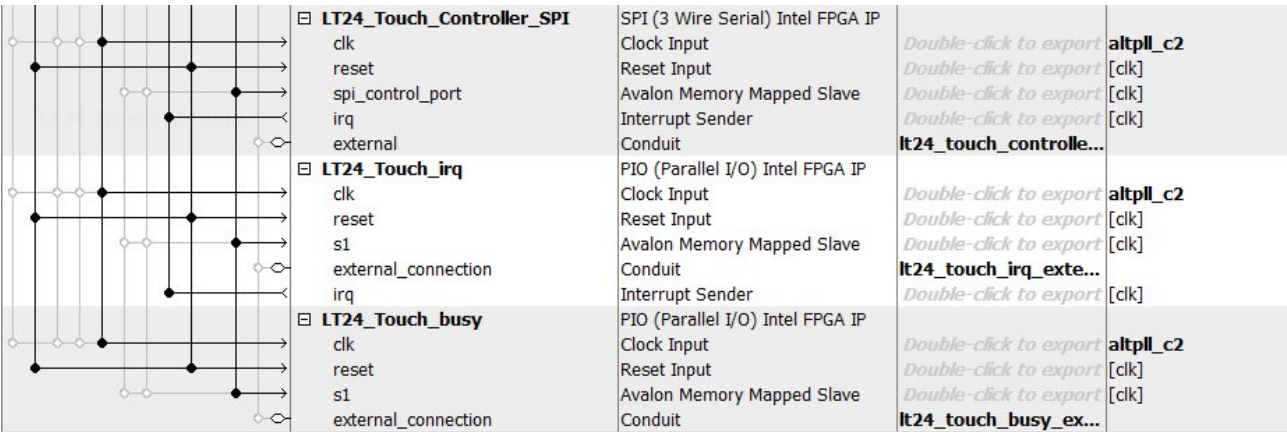 LT24_Touch_Controller_SPI SPI (3 Wire Serial) Intel FPGA IP
clk Clock Input Double-click to export altpll_c2
reset Reset Input Double-click to export [clk]
spi_control_port Avalon Memory Mapped Slave Double-click to export [clk]
irq Interrupt Sender Double-click to export [clk]
external Conduit lt24_touch_controlle...
LT24_Touch_irq PIO (Parallel I/O) Intel FPGA IP
clk Clock Input Double-click to export altpll_c2
reset Reset Input Double-click to export [clk]
s1 Avalon Memory Mapped Slave Double-click to export [clk]
external_connection Conduit lt24_touch_irq_exte...
irq Interrupt Sender Double-click to export [clk]
LT24_Touch_busy PIO (Parallel I/O) Intel FPGA IP
clk Clock Input Double-click to export altpll_c2
reset Reset Input Double-click to export [clk]
s1 Avalon Memory Mapped Slave Double-click to export [clk]
external_connection Conduit lt24_touch_busy_ex...